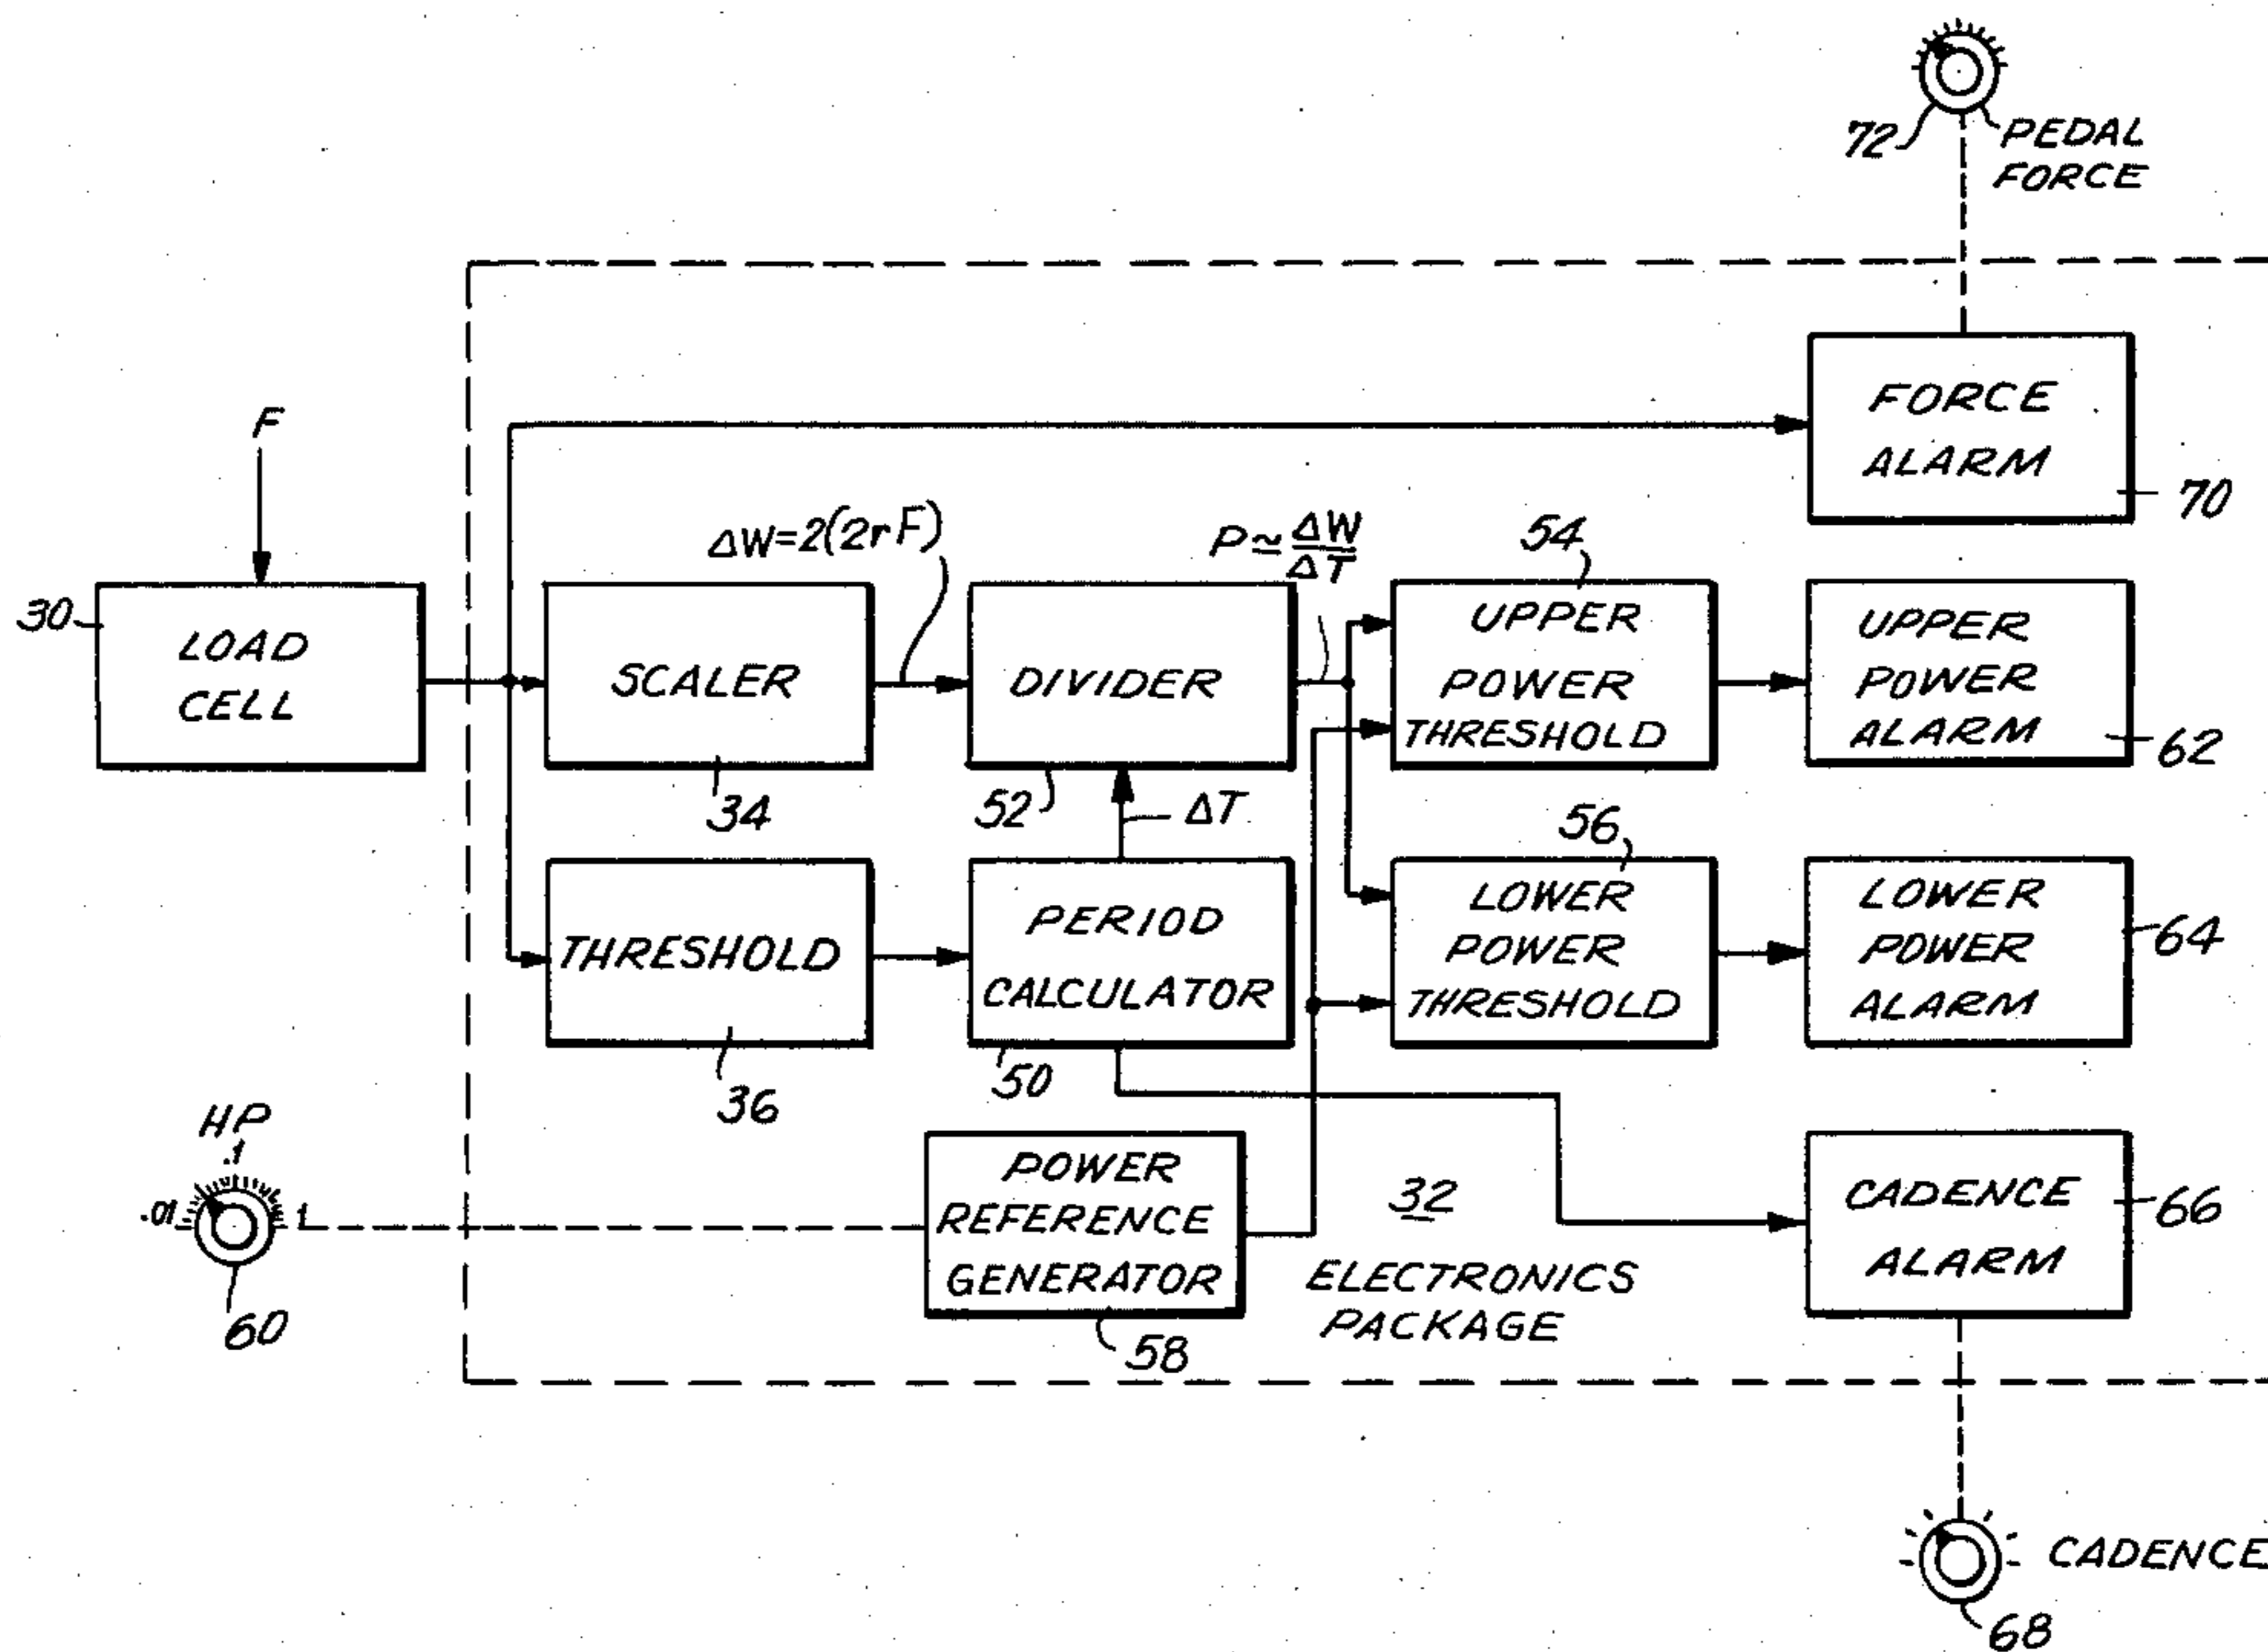 72
PEDAL
FORCE
F
FORCE
ALARM
70
ΔW=2(2rF)
P≃ΔW/ΔT
54
30
LOAD
CELL
SCALER
DIVIDER
UPPER
POWER
THRESHOLD
UPPER
POWER
ALARM
62
34
52
ΔT
56
THRESHOLD
PERIOD
CALCULATOR
LOWER
POWER
THRESHOLD
LOWER
POWER
ALARM
64
36
50
HP
.1
.01
1
60
POWER
REFERENCE
GENERATOR
58
32
ELECTRONICS
PACKAGE
CADENCE
ALARM
66
CADENCE
68